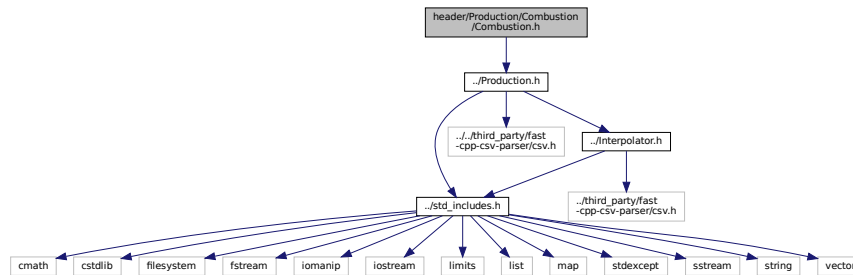 header/Production/Combustion
/Combustion.h
../Production.h
../../third_party/fast
-cpp-csv-parser/csv.h
../Interpolator.h
../third_party/fast
-cpp-csv-parser/csv.h
../std_includes.h
cmath
cstdlib
filesystem
fstream
iomanip
iostream
limits
list
map
stdexcept
sstream
string
vector